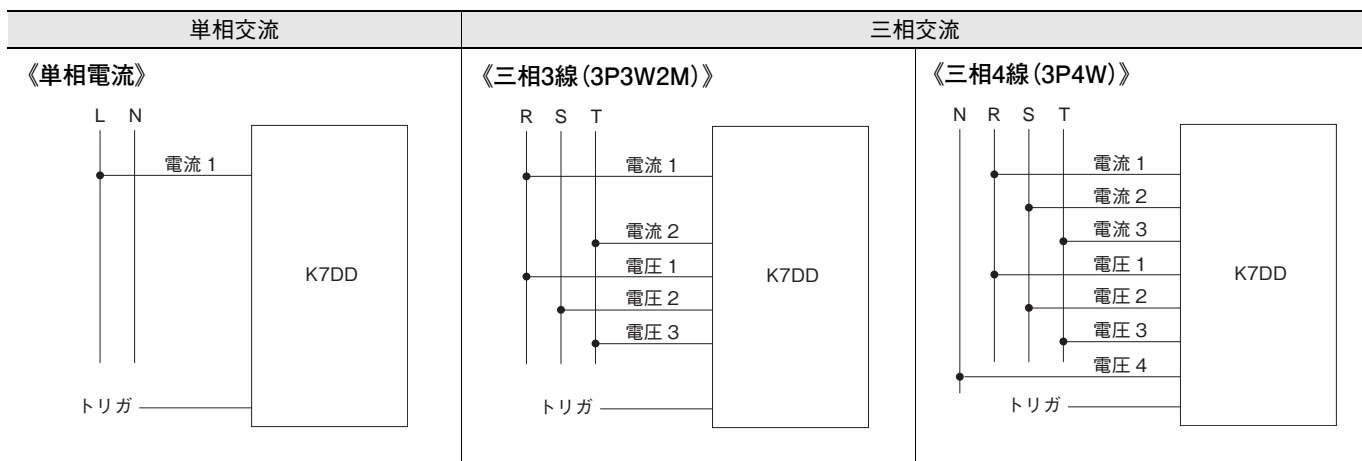 単相交流
三相交流
《単相電流》
L N
電流 1
K7DD
トリガ
《三相3線（3P3W2M）》
R S T
電流 1
電流 2
電圧 1
電圧 2
電圧 3
K7DD
トリガ
《三相4線（3P4W）》
N R S T
電流 1
電流 2
電流 3
電圧 1
電圧 2
電圧 3
電圧 4
K7DD
トリガ